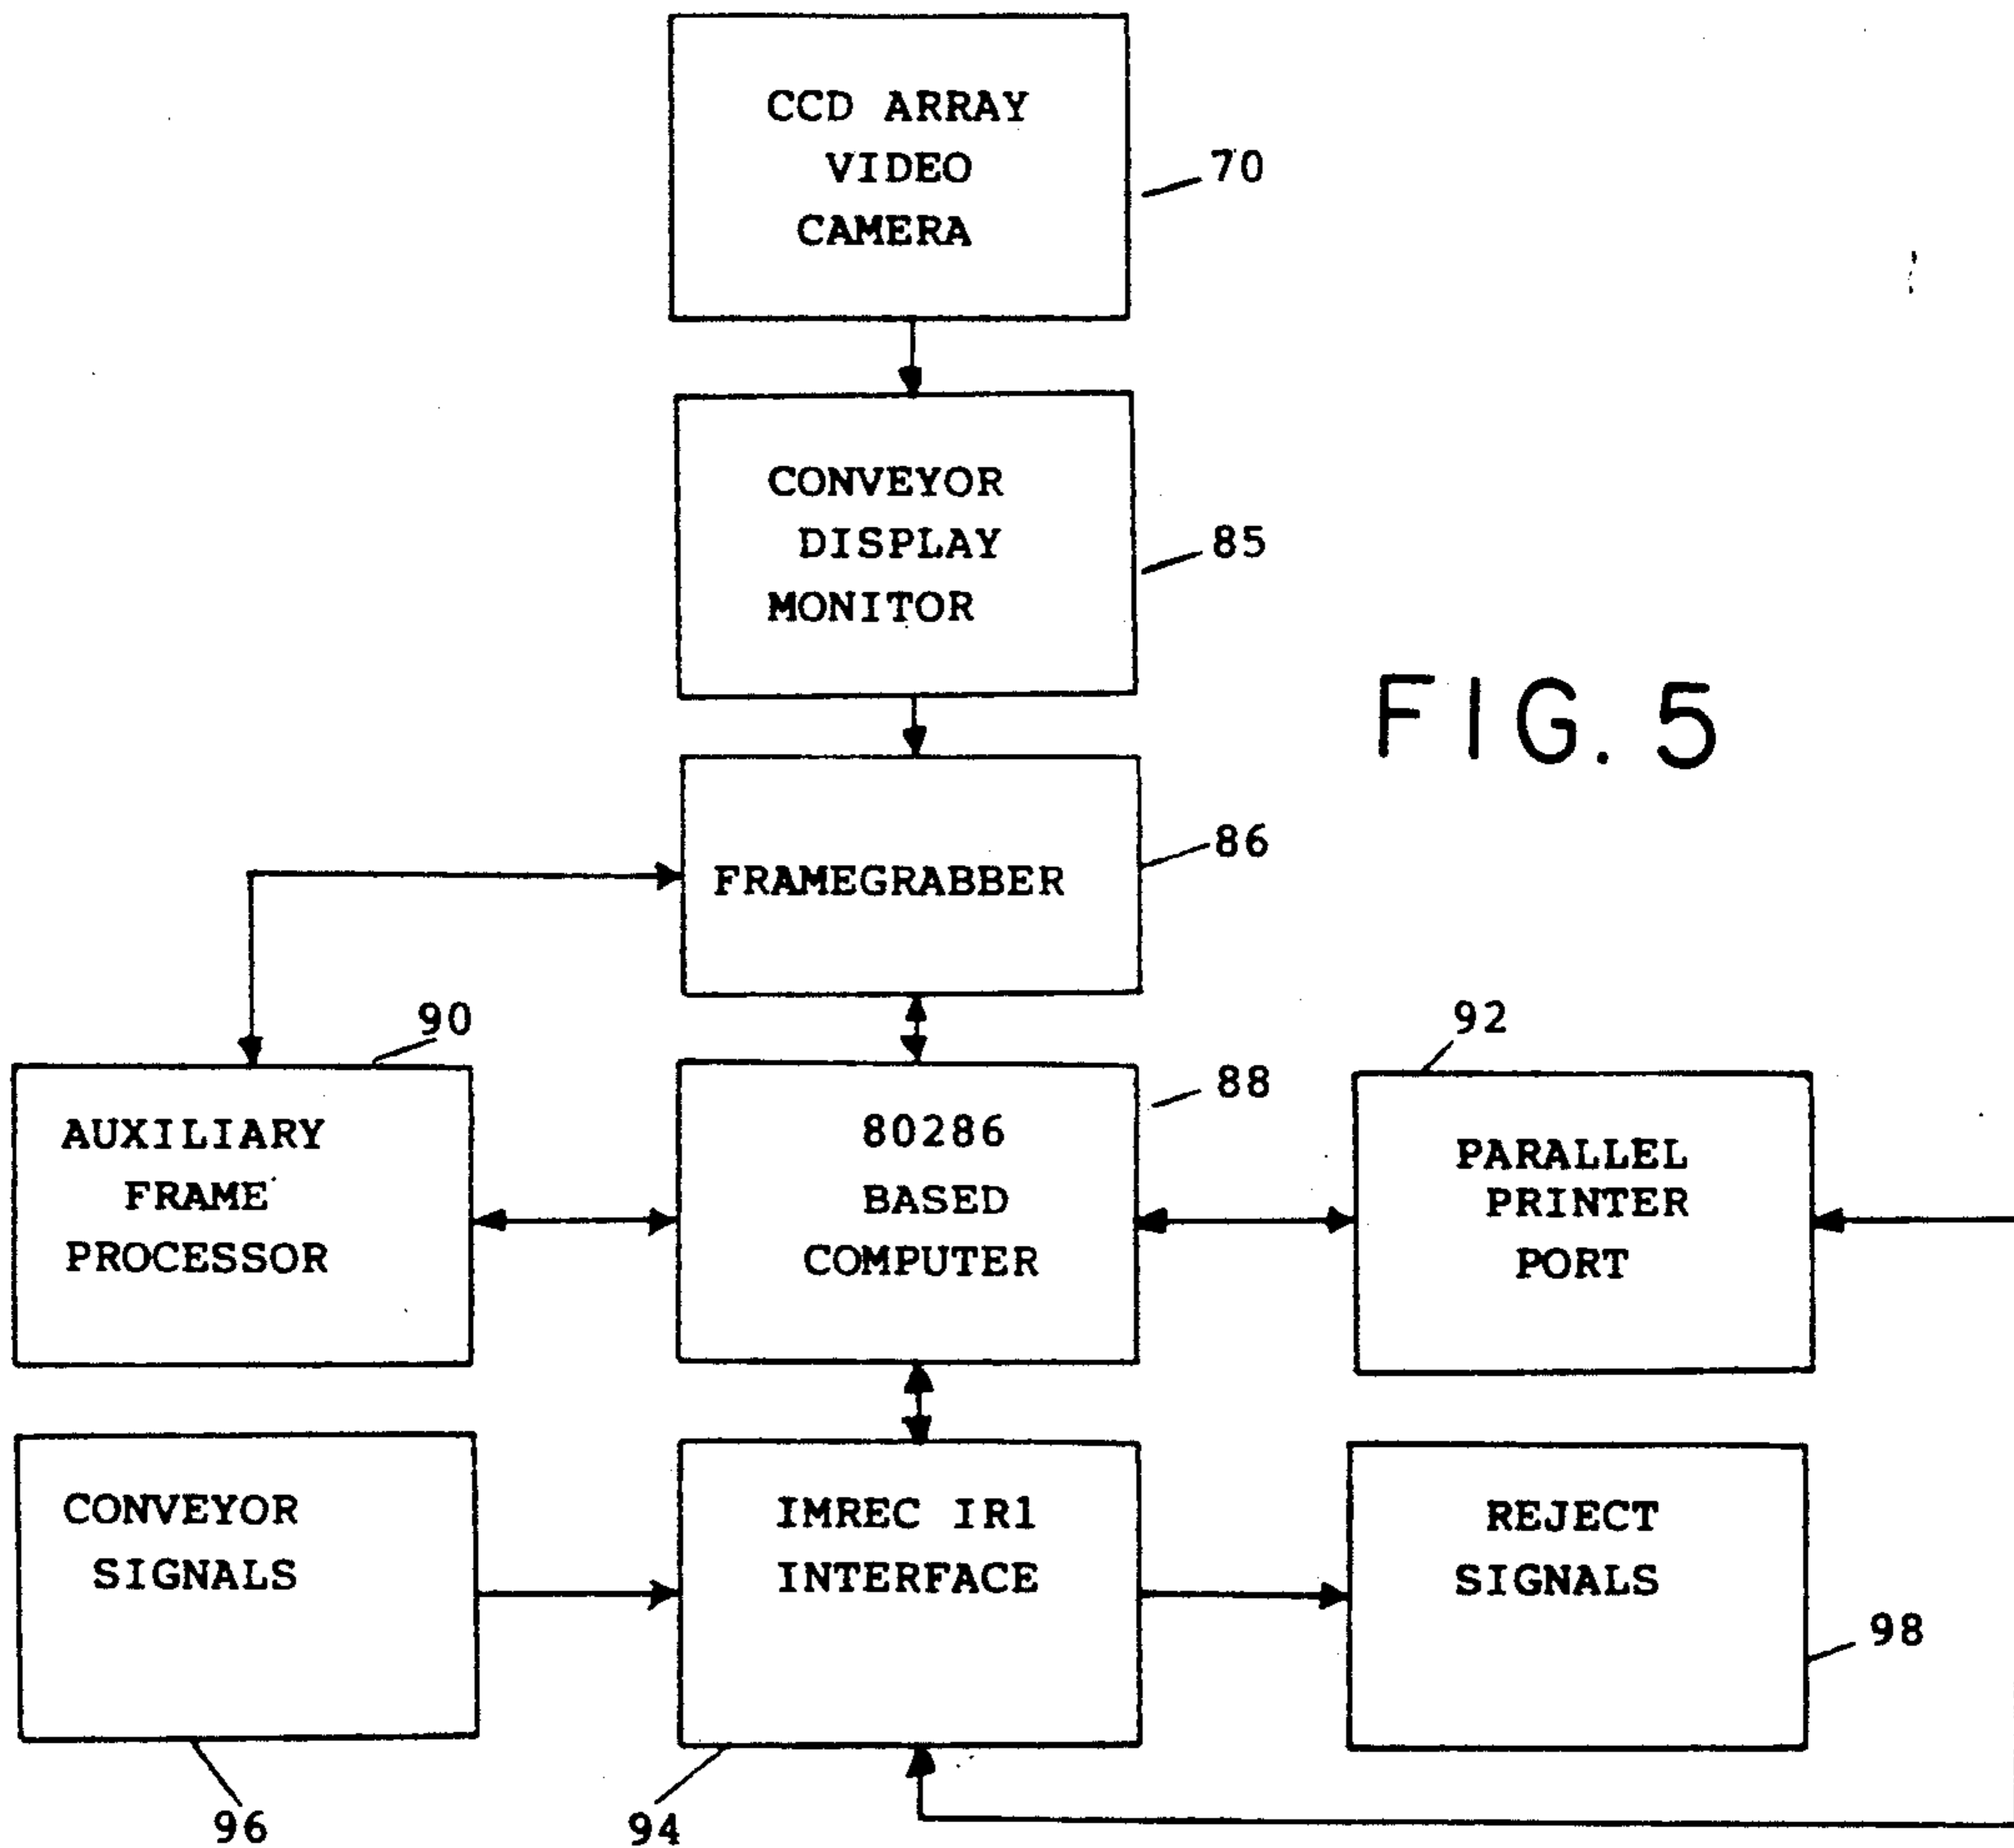 CCD ARRAY
VIDEO
CAMERA
70
CONVEYOR
DISPLAY
MONITOR
85
FIG. 5
FRAMEGRABBER
86
90
AUXILIARY
FRAME
PROCESSOR
80286
BASED
COMPUTER
88
92
PARALLEL
PRINTER
PORT
CONVEYOR
SIGNALS
96
IMREC IR1
INTERFACE
94
REJECT
SIGNALS
98